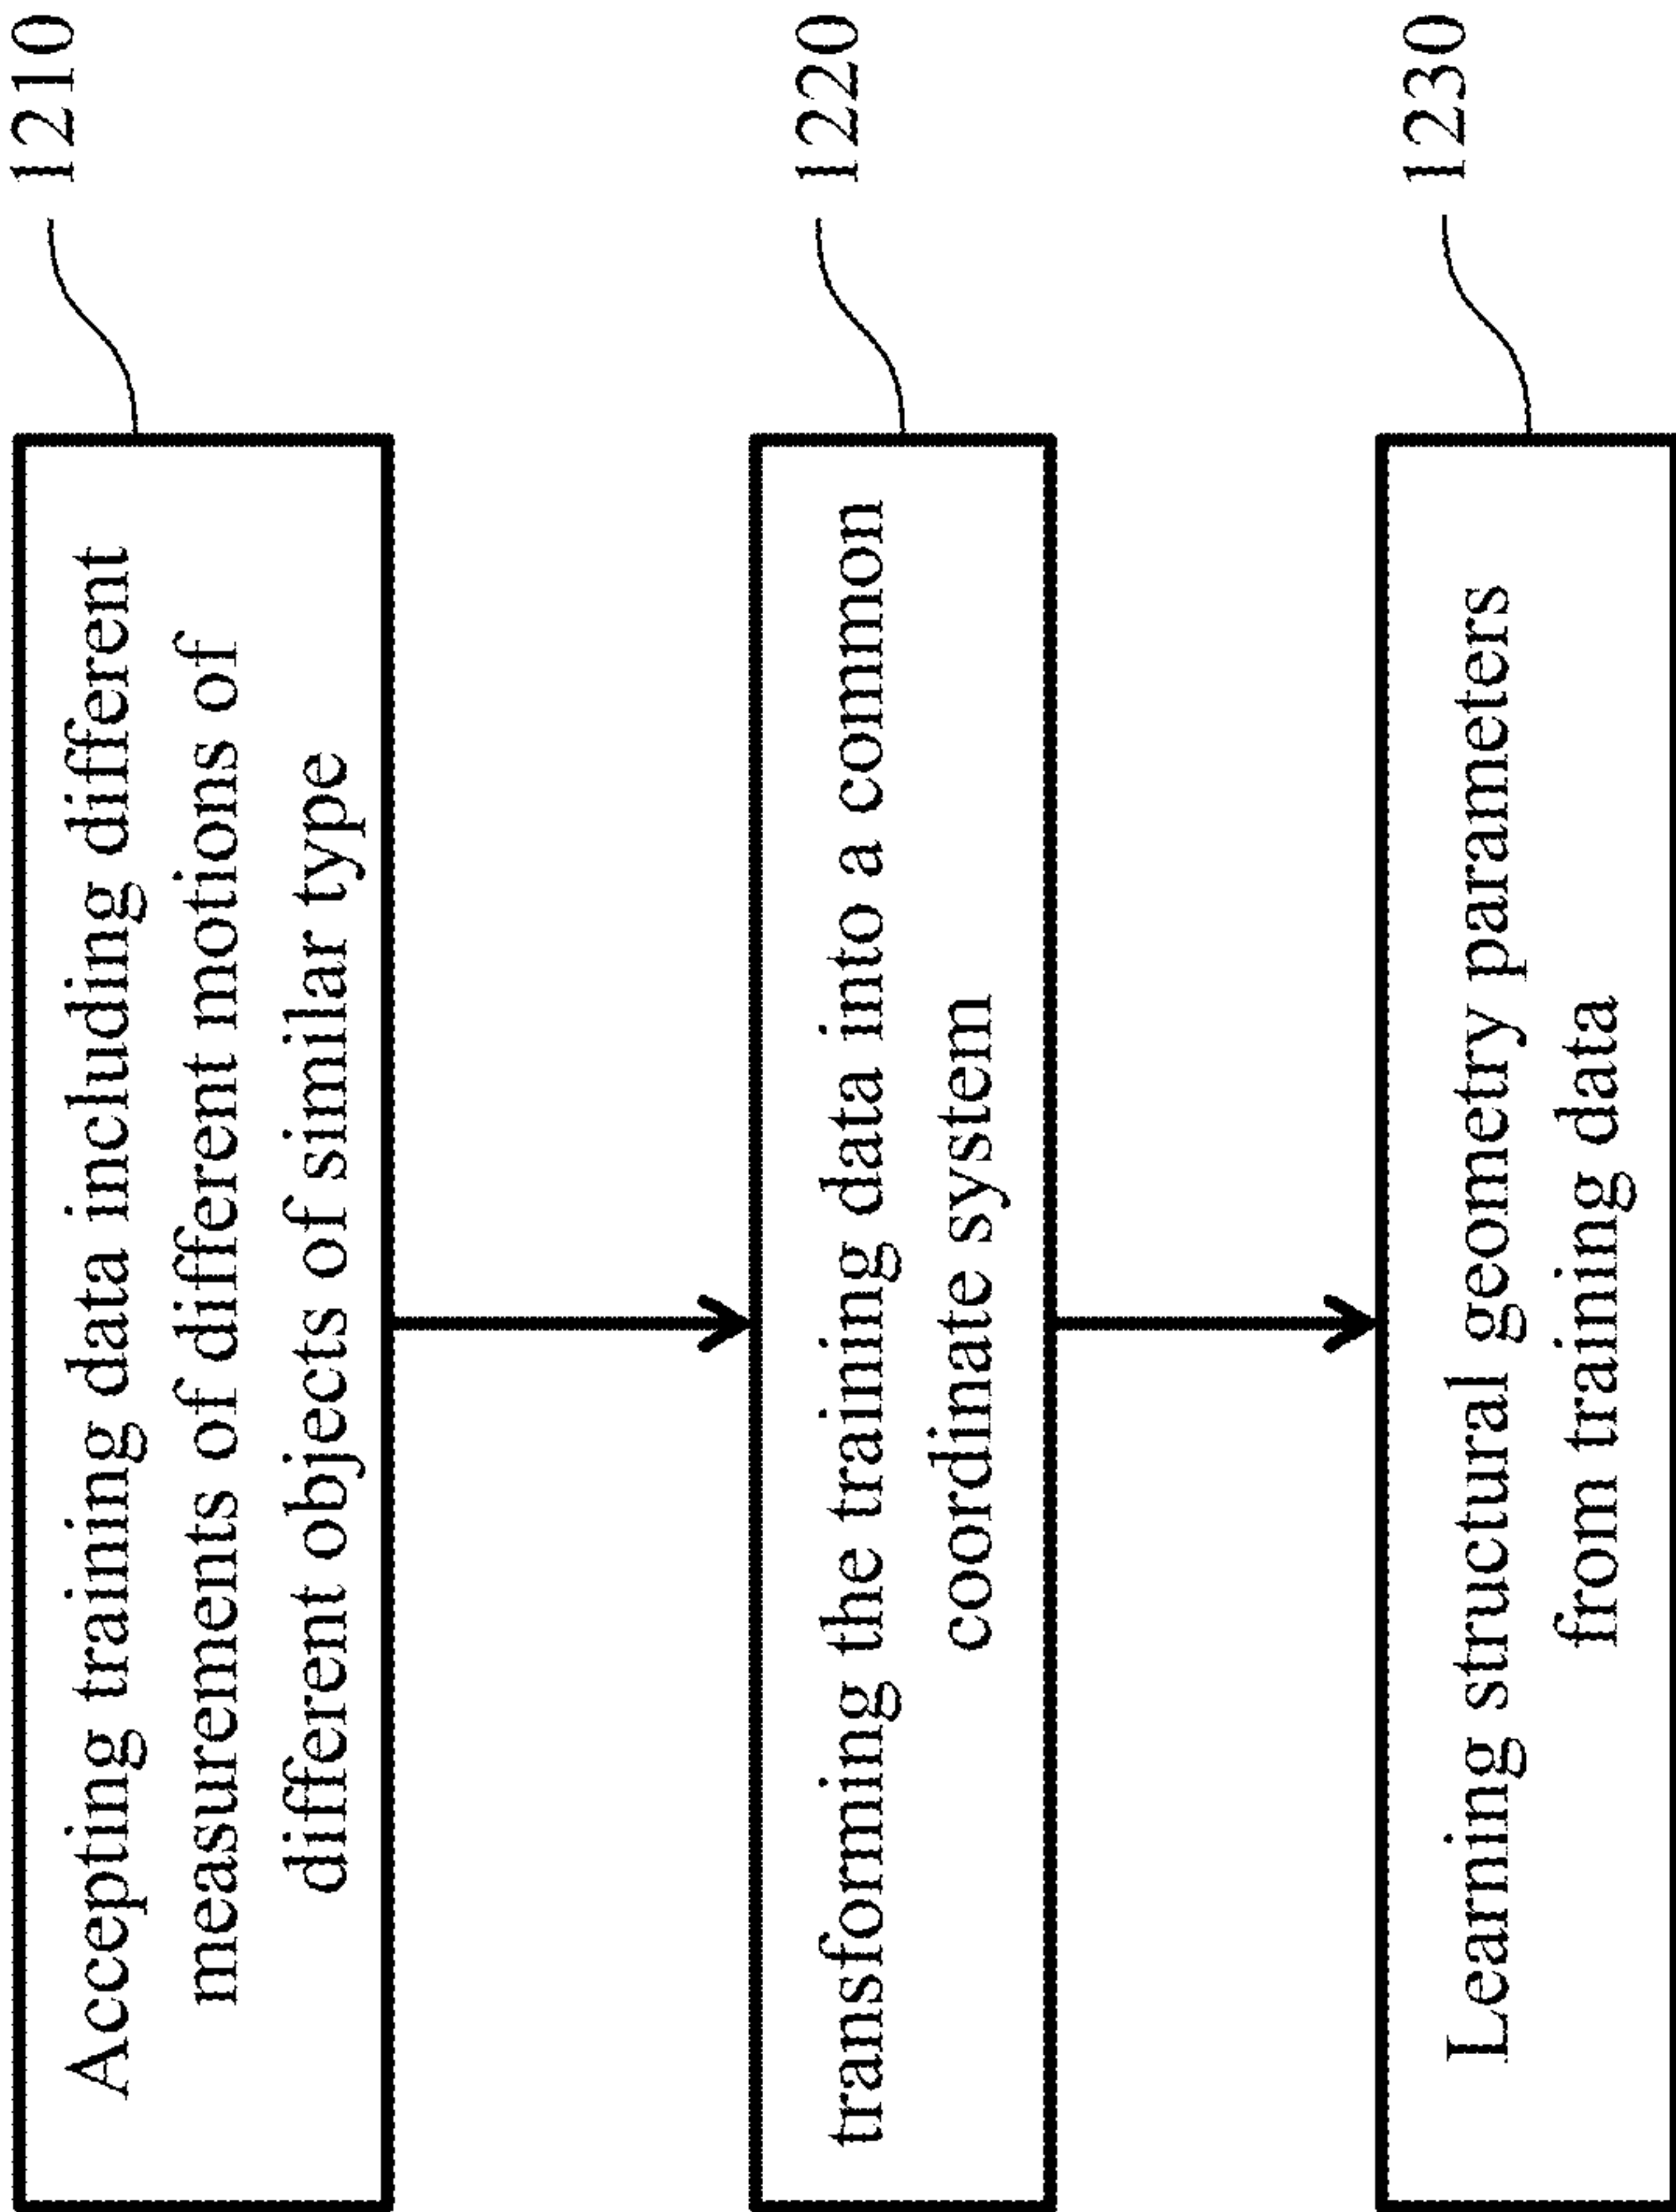 Accepting training data including different
measurements of different motions of
different objects of similar type
1210
transforming the training data into a common
coordinate system
1220
Learning structural geometry parameters
from training data
1230